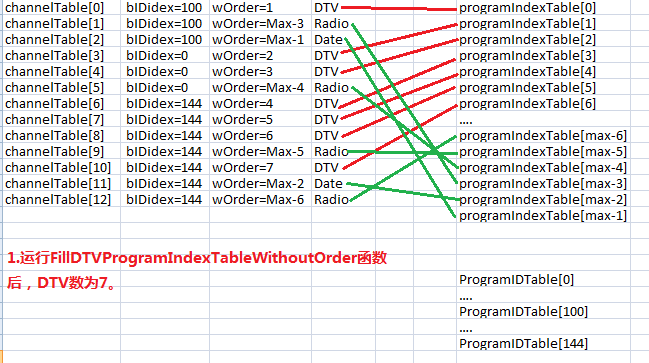 channelTable[0] bIDidex=100 wOrder=1 DTV programIndexTable[0]
channelTable[1] bIDidex=100 wOrder=Max-3 Radio programIndexTable[1]
channelTable[2] bIDidex=100 wOrder=Max-1 Date programIndexTable[2]
channelTable[3] bIDidex=0 wOrder=2 DTV programIndexTable[3]
channelTable[4] bIDidex=0 wOrder=3 DTV programIndexTable[4]
channelTable[5] bIDidex=0 wOrder=Max-4 Radio programIndexTable[5]
channelTable[6] bIDidex=144 wOrder=4 DTV programIndexTable[6]
channelTable[7] bIDidex=144 wOrder=5 DTV ....
channelTable[8] bIDidex=144 wOrder=6 DTV programIndexTable[max-6]
channelTable[9] bIDidex=144 wOrder=Max-5 Radio programIndexTable[max-5]
channelTable[10] bIDidex=144 wOrder=7 DTV programIndexTable[max-4]
channelTable[11] bIDidex=144 wOrder=Max-2 Date programIndexTable[max-3]
channelTable[12] bIDidex=144 wOrder=Max-6 Radio programIndexTable[max-2]
programIndexTable[max-1]
1.运行FillDTVProgramIndexTableWithoutOrder函数
后，DTV数为7。
ProgramIDTable[0]
....
ProgramIDTable[100]
....
ProgramIDTable[144]